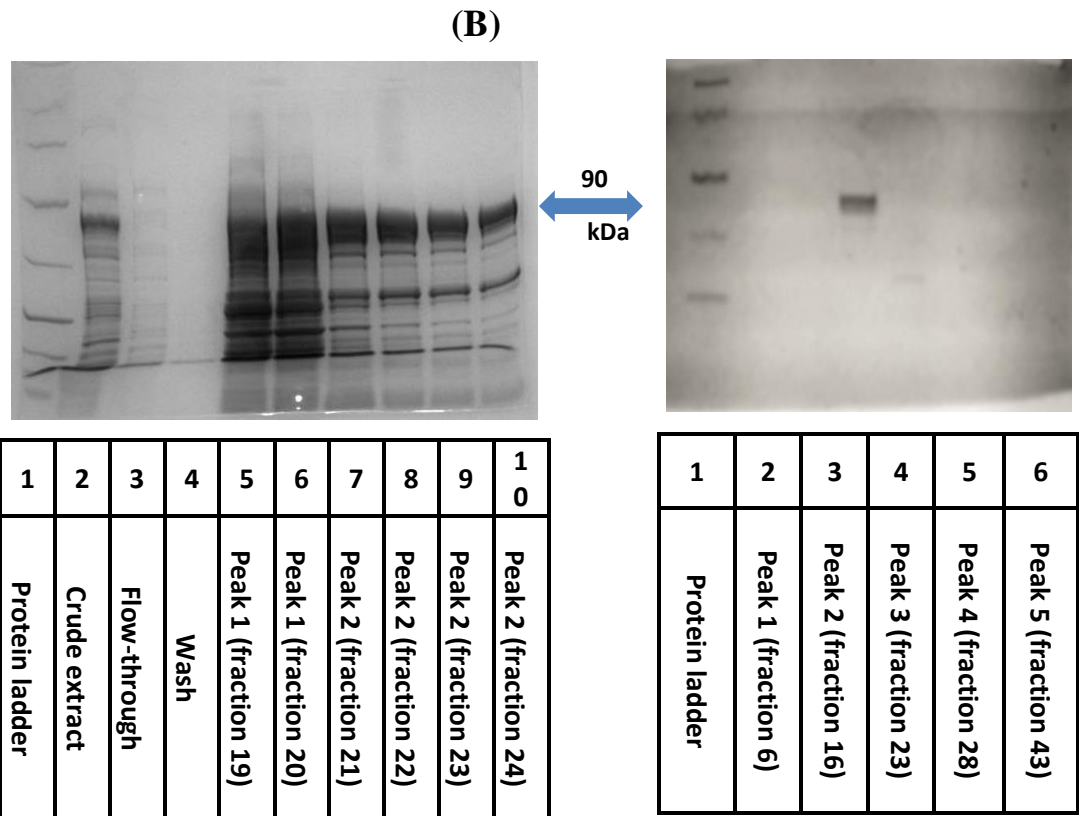 (B)
90
kDa
1 2 3 4 5 6 7 8 9 10
Protein ladder
Crude extract
Flow-through
Wash
Peak 1 (fraction 19)
Peak 1 (fraction 20)
Peak 2 (fraction 21)
Peak 2 (fraction 22)
Peak 2 (fraction 23)
Peak 2 (fraction 24)
1 2 3 4 5 6
Protein ladder
Peak 1 (fraction 6)
Peak 2 (fraction 16)
Peak 3 (fraction 23)
Peak 4 (fraction 28)
Peak 5 (fraction 43)